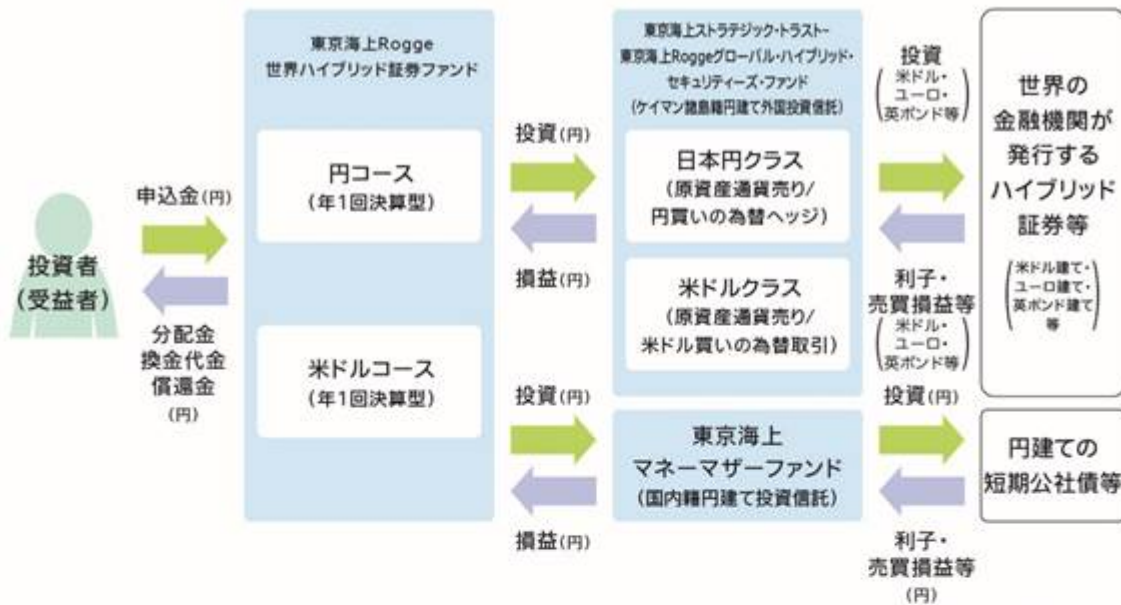 投資者
(受益者)
申込金(円)
分配金
換金代金
償還金
(円)
東京海上Rogge
世界ハイブリッド証券ファンド
円コース
(年1回決算型)
米ドルコース
(年1回決算型)
投資(円)
損益(円)
投資(円)
損益(円)
東京海上ストラテジック・トラスト-
東京海上Roggeグローバル・ハイブリッド・
セキュリティーズ・ファンド
(ケイマン諸島籍円建て外国投資信託)
日本円クラス
(原資産通貨売り/
円買いの為替ヘッジ)
米ドルクラス
(原資産通貨売り/
米ドル買いの為替取引)
東京海上
マネーマザーファンド
(国内籍円建て投資信託)
投資
(米ドル・
ユーロ・
英ポンド等)
利子・
売買損益等
(米ドル・
ユーロ・
英ポンド等)
投資(円)
利子・
売買損益等
(円)
世界の
金融機関が
発行する
ハイブリッド
証券等
(米ドル建て・
ユーロ建て・
英ポンド建て
等)
円建ての
短期公社債等